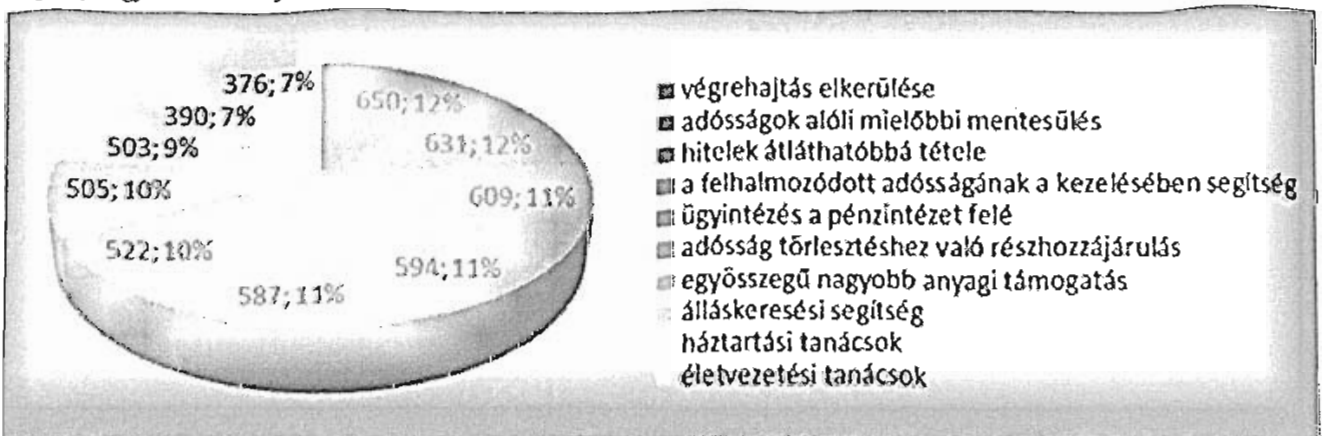 376; 7%
650; 12%
390; 7%
631; 12%
503; 9%
505; 10%
609; 11%
522; 10%
594; 11%
587; 11%
végrehajtás elkerülése
adósságok alóli mielőbbi mentesülés
hitelek átláthatóbbá tétele
a felhalmozódott adósságának a kezelésében segítség
ügyintézés a pénzintézet felé
adósság törlesztéshez való részhozzájárulás
egyösszegű nagyobb anyagi támogatás
álláskeresési segítség
háztartási tanácsok
életvezetési tanácsok